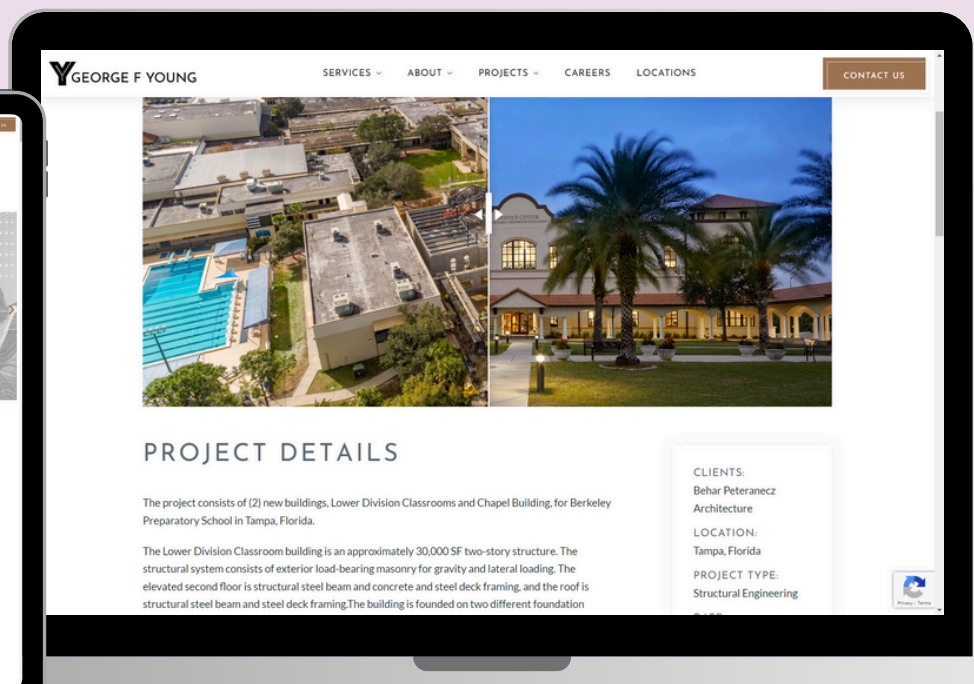 GEORGE F YOUNG
SERVICES
ABOUT
PROJECTS
CAREERS
LOCATIONS
CONTACT US
PROJECT DETAILS
The project consists of (2) new buildings, Lower Division Classrooms and Chapel Building, for Berkeley
Preparatory School in Tampa, Florida.
The Lower Division Classroom building is an approximately 30,000 SF two-story structure. The
structural system consists of exterior load-bearing masonry for gravity and lateral loading. The
elevated second floor is structural steel beam and concrete and steel deck framing, and the roof is
structural steel beam and steel deck framing.The building is founded on two different foundation
CLIENTS:
Behar Peteranecz
Architecture
LOCATION:
Tampa, Florida
PROJECT TYPE:
Structural Engineering
Privacy - Terms